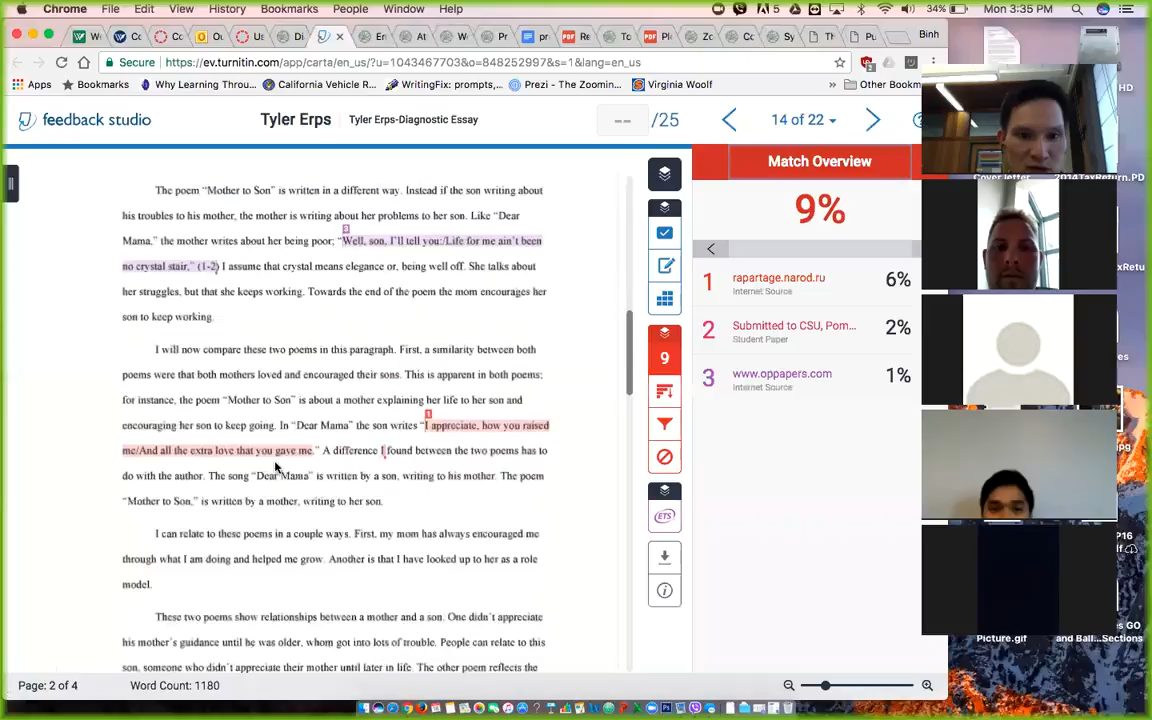 Chrome File Edit View History Bookmarks People Window Help 5 34% Mon 3:35 PM
Binh
Secure https://ev.turnitin.com/app/carta/en_us/?u=1043467703&o=848252997&s=1&lang=en_us
Apps Bookmarks Why Learning Throu... California Vehicle R... WritingFix: prompts,... Prezi - The Zoomin... Virginia Woolf » Other Bookm
feedback studio Tyler Erps Tyler Erps-Diagnostic Essay -- /25 14 of 22
The poem “Mother to Son” is written in a different way. Instead if the son writing about
his troubles to his mother, the mother is writing about her problems to her son. Like “Dear
3
Mama,” the mother writes about her being poor; “Well, son, I’ll tell you:/Life for me ain’t been
no crystal stair,” (1-2) I assume that crystal means elegance or, being well off. She talks about
her struggles, but that she keeps working. Towards the end of the poem the mom encourages her
son to keep working.
I will now compare these two poems in this paragraph. First, a similarity between both
poems were that both mothers loved and encouraged their sons. This is apparent in both poems;
for instance, the poem “Mother to Son” is about a mother explaining her life to her son and
1
encouraging her son to keep going. In “Dear Mama” the son writes “I appreciate, how you raised
me/And all the extra love that you gave me.” A difference I found between the two poems has to
do with the author. The song “Dear Mama” is written by a son, writing to his mother. The poem
“Mother to Son,” is written by a mother, writing to her son.
I can relate to these poems in a couple ways. First, my mom has always encouraged me
through what I am doing and helped me grow. Another is that I have looked up to her as a role
model.
These two poems show relationships between a mother and a son. One didn’t appreciate
his mother’s guidance until he was older, whom got into lots of trouble. People can relate to this
son, someone who didn’t appreciate their mother until later in life. The other poem reflects the
Page: 2 of 4 Word Count: 1180
9
ETS
Match Overview
9%
1 rapartage.narod.ru 6%
Internet Source
2 Submitted to CSU, Pom... 2%
Student Paper
3 www.oppapers.com 1%
Internet Source
HD
Cover letter 2014TaxReturn.PD
Picture.gif
and Ball...Sections